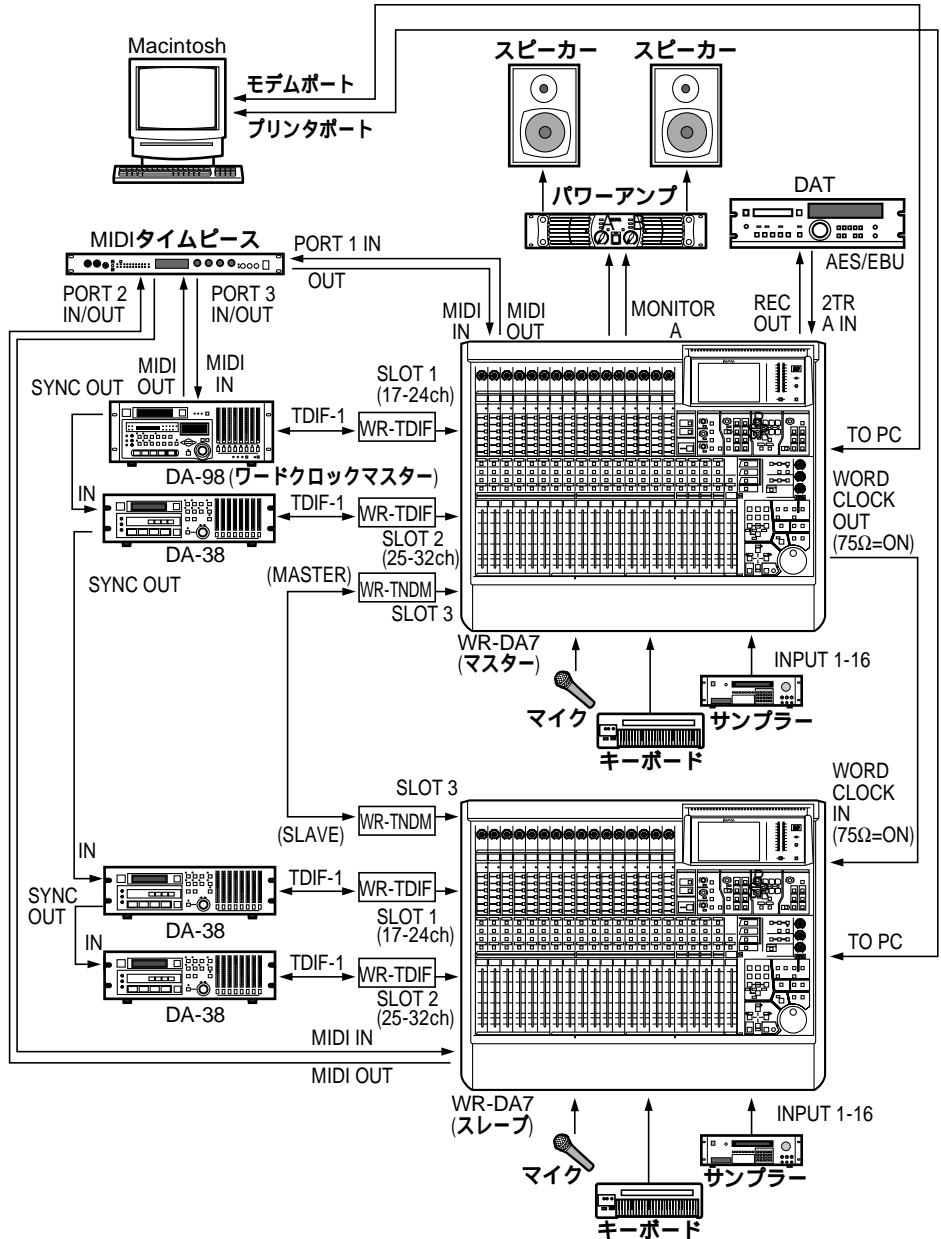 Macintosh
モデムポート
プリンタポート
スピーカー
スピーカー
パワーアンプ
DAT
AES/EBU
MIDIタイムピース
PORT 1 IN
OUT
PORT 2
IN/OUT
PORT 3
IN/OUT
MIDI
IN
MIDI
OUT
MONITOR
A
REC
OUT
2TR
A IN
SYNC OUT
MIDI
OUT
MIDI
IN
SLOT 1
(17-24ch)
TDIF-1
WR-TDIF
TO PC
DA-98 (ワードクロックマスター)
IN
TDIF-1
WR-TDIF
DA-38
SLOT 2
(25-32ch)
WORD
CLOCK
OUT
(75Ω=ON)
SYNC OUT
(MASTER)
WR-TNDM
SLOT 3
WR-DA7
(マスター)
INPUT 1-16
マイク
キーボード
サンプラー
SLOT 3
WR-TNDM
(SLAVE)
WORD
CLOCK
IN
(75Ω=ON)
IN
TDIF-1
WR-TDIF
SYNC
OUT
DA-38
SLOT 1
(17-24ch)
IN
TDIF-1
WR-TDIF
TO PC
DA-38
SLOT 2
(25-32ch)
MIDI IN
MIDI OUT
WR-DA7
(スレーブ)
INPUT 1-16
マイク
キーボード
サンプラー